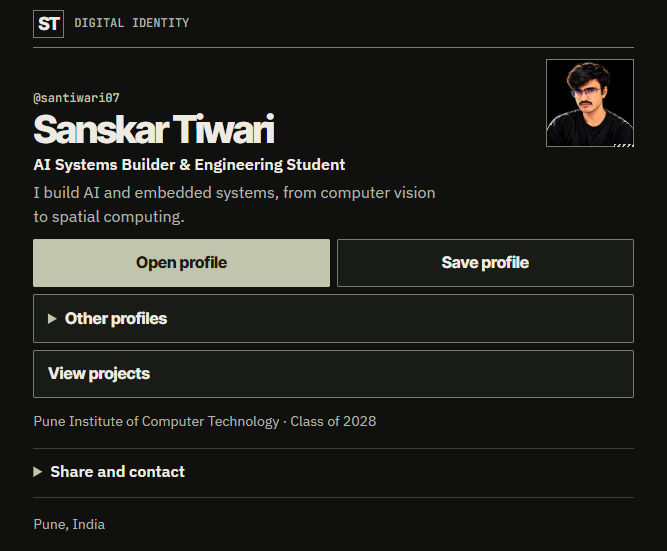 ST DIGITAL IDENTITY
@santiwari07
Sanskar Tiwari
AI Systems Builder & Engineering Student
I build AI and embedded systems, from computer vision
to spatial computing.
Open profile
Save profile
Other profiles
View projects
Pune Institute of Computer Technology · Class of 2028
Share and contact
Pune, India